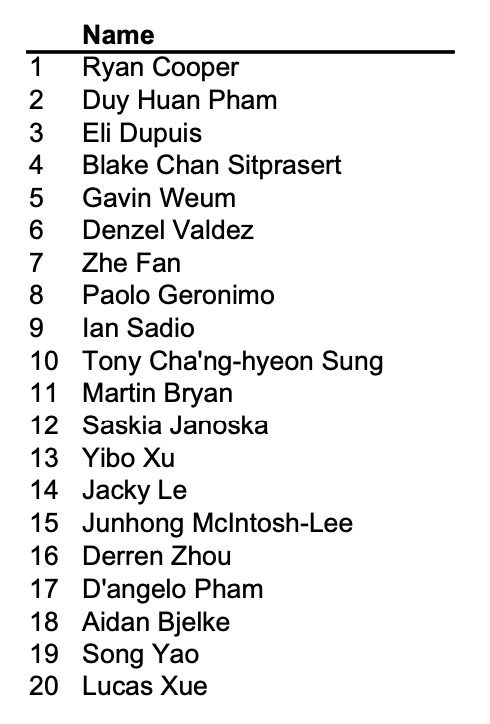 Name
1 Ryan Cooper
2 Duy Huan Pham
3 Eli Dupuis
4 Blake Chan Sitprasert
5 Gavin Weum
6 Denzel Valdez
7 Zhe Fan
8 Paolo Geronimo
9 Ian Sadio
10 Tony Cha'ng-hyeon Sung
11 Martin Bryan
12 Saskia Janoska
13 Yibo Xu
14 Jacky Le
15 Junhong McIntosh-Lee
16 Derren Zhou
17 D'angelo Pham
18 Aidan Bjelke
19 Song Yao
20 Lucas Xue